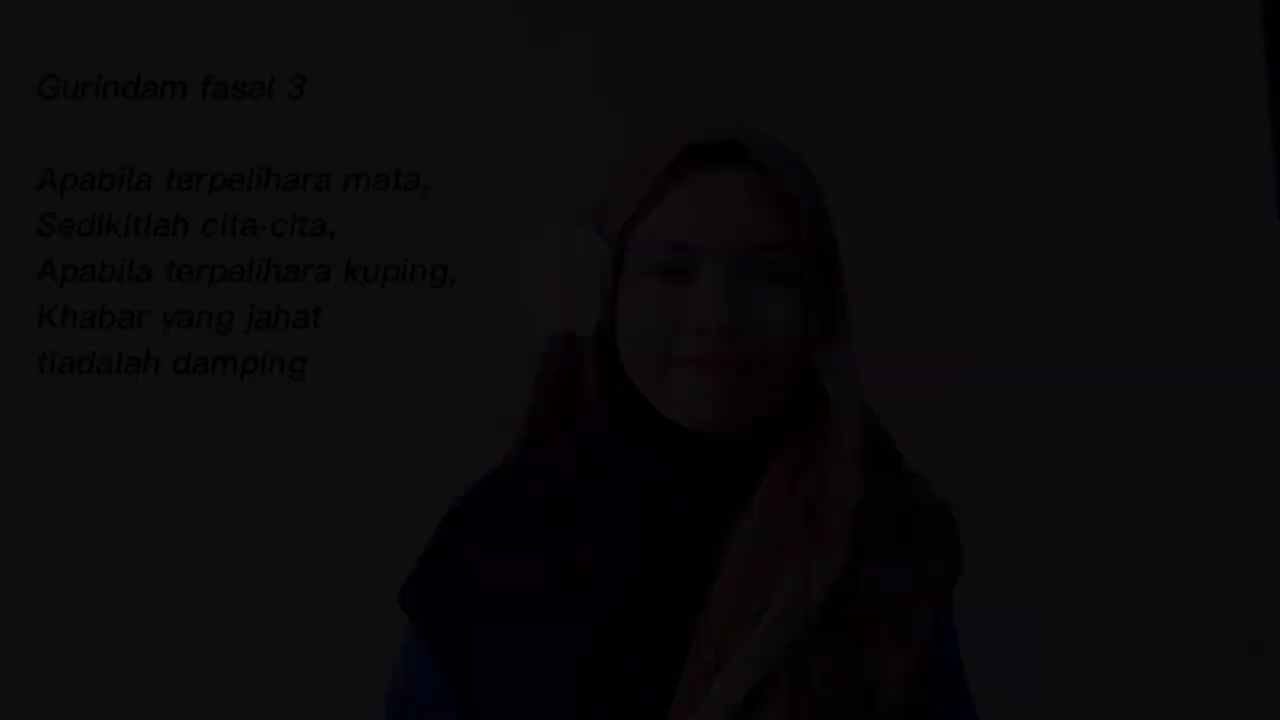 Gurindam fasal 3
Apabila terpelihara mata,
Sedikitlah cita-cita,
Apabila terpelihara kuping,
Khabar yang jahat
tiadalah damping